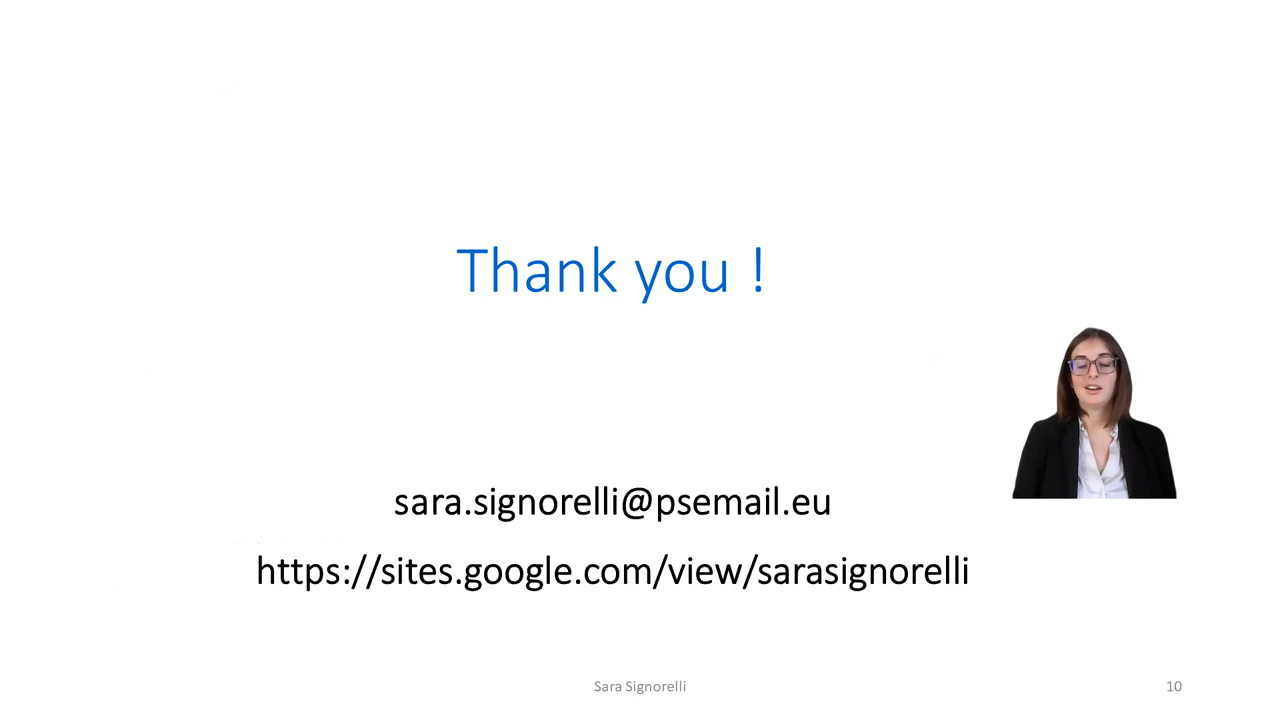 Thank you !
sara.signorelli@psemail.eu
https://sites.google.com/view/sarasignorelli
Sara Signorelli
10